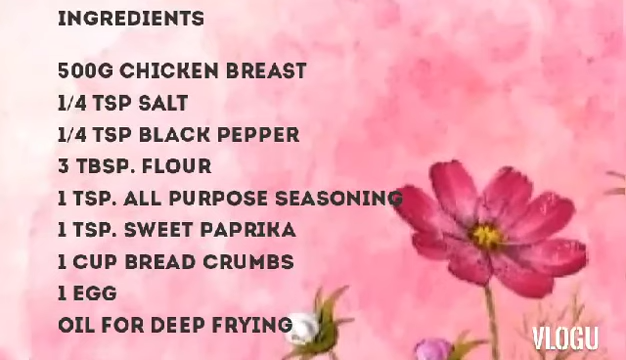 INGREDIENTS
500G CHICKEN BREAST
1/4 TSP SALT
1/4 TSP BLACK PEPPER
3 TBSP. FLOUR
1 TSP. ALL PURPOSE SEASONING
1 TSP. SWEET PAPRIKA
1 CUP BREAD CRUMBS
1 EGG
OIL FOR DEEP FRYING
VLOGU